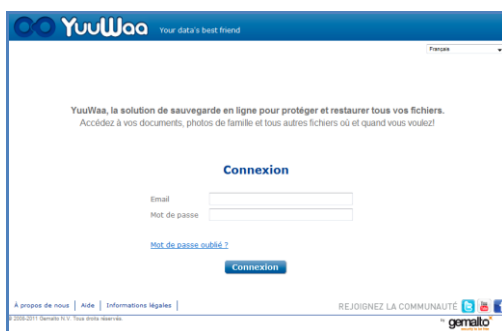 YuuWaa Your data's best friend
Français
YuuWaa, la solution de sauvegarde en ligne pour protéger et restaurer tous vos fichiers.
Accédez à vos documents, photos de famille et tous autres fichiers où et quand vous voulez!
Connexion
Email
Mot de passe
Mot de passe oublié ?
Connexion
À propos de nous | Aide | Informations légales |
REJOIGNEZ LA COMMUNAUTÉ
© 2009-2011 Gemalto N.V. Tous droits réservés.
by gemalto